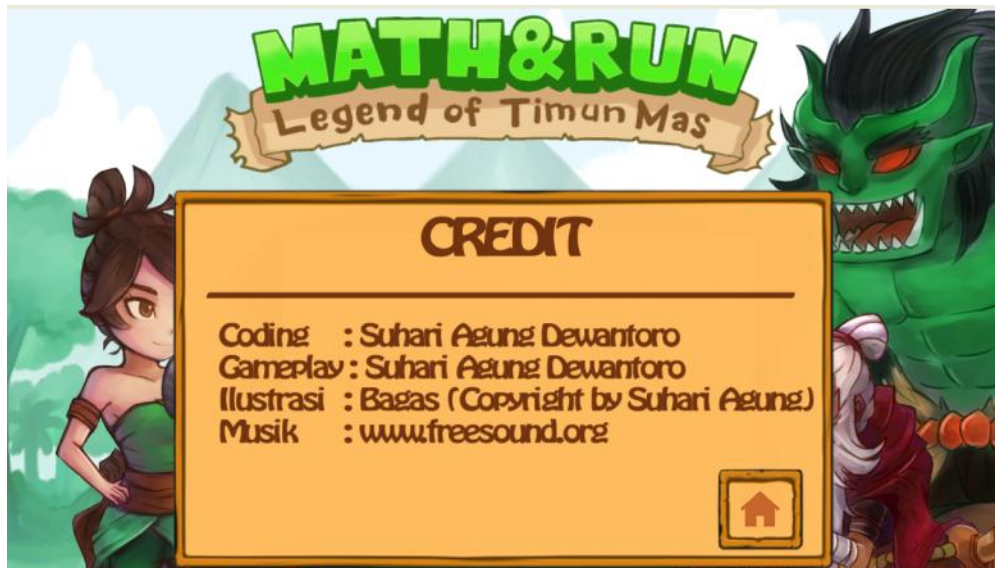 MATH&RUN
Legend of Timun Mas
CREDIT
Coding : Suhari Agung Dewantoro
Gameplay : Suhari Agung Dewantoro
Ilustrasi : Bagas (Copyright by Suhari Agung)
Musik : www.freesound.org